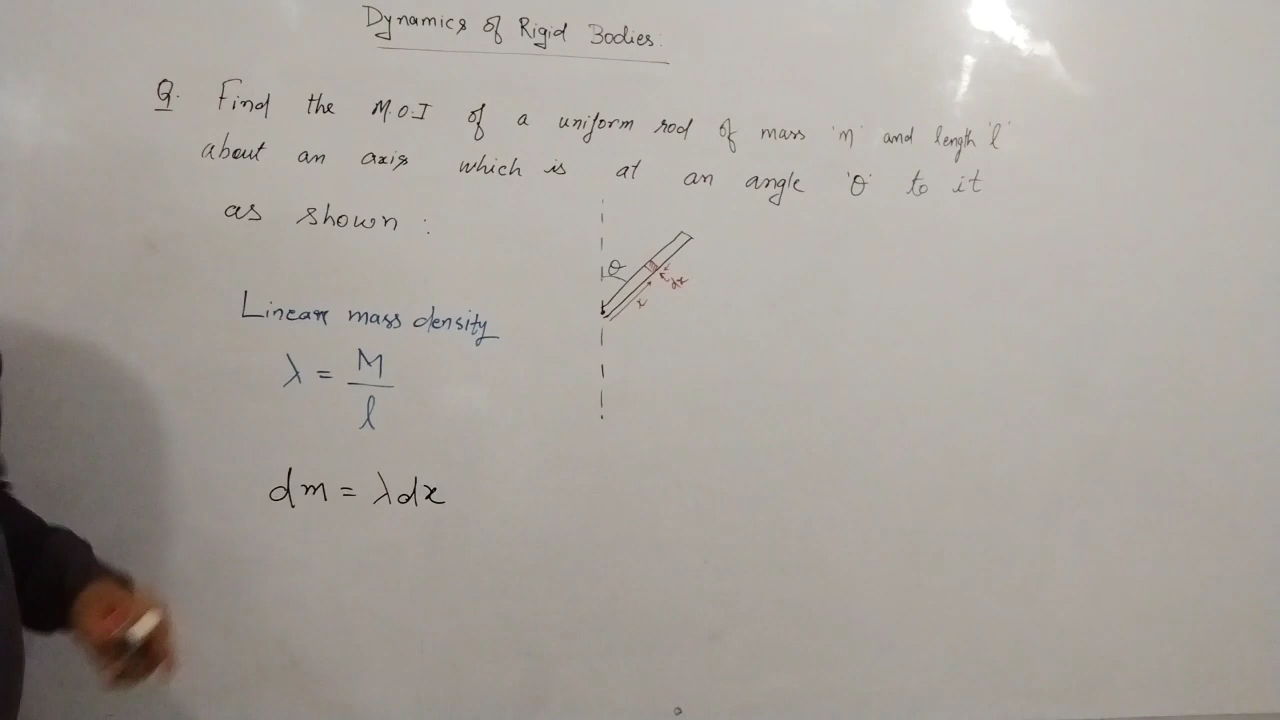 Dynamics of Rigid Bodies:
Q. Find the M.O.I of a uniform rod of mass 'm' and length 'l'
about an axis which is at an angle 'θ' to it
as shown:
θ
dx
x
Linear mass density
λ = M/l
dm = λdx